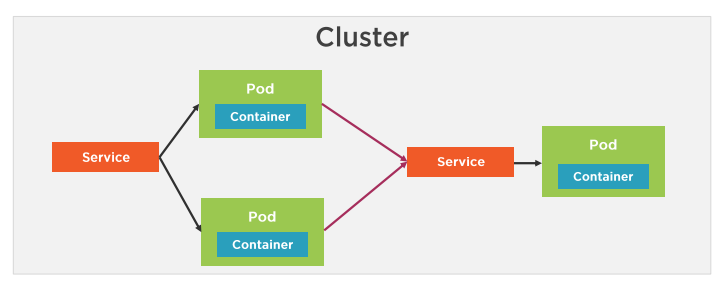 Cluster
Pod
Container
Service
Pod
Container
Service
Pod
Container